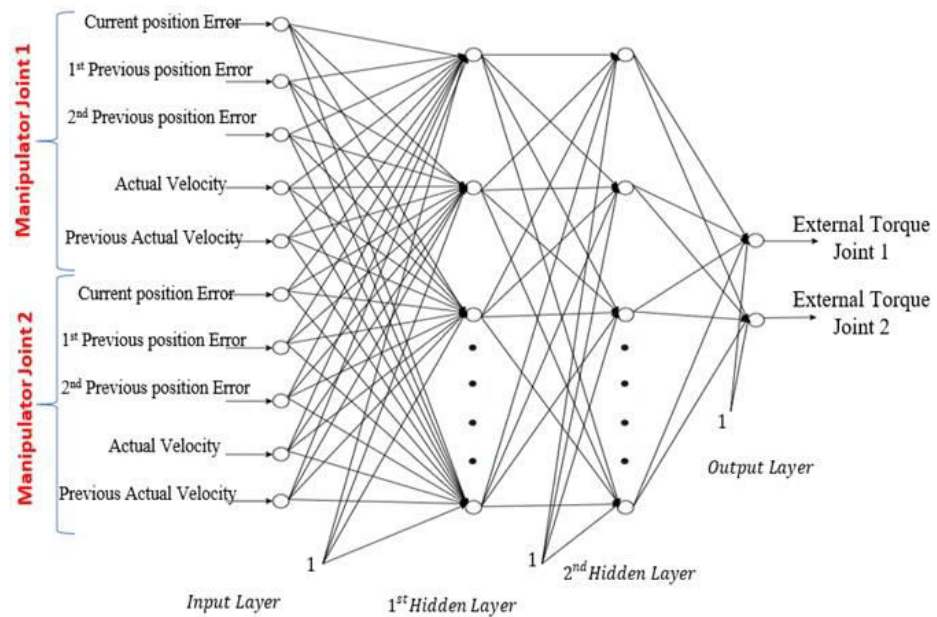 Manipulator Joint 1
Current position Error
1st Previous position Error
2nd Previous position Error
Actual Velocity
Previous Actual Velocity
Manipulator Joint 2
Current position Error
1st Previous position Error
2nd Previous position Error
Actual Velocity
Previous Actual Velocity
External Torque
Joint 1
External Torque
Joint 2
1
1
1
Output Layer
2nd Hidden Layer
Input Layer
1st Hidden Layer